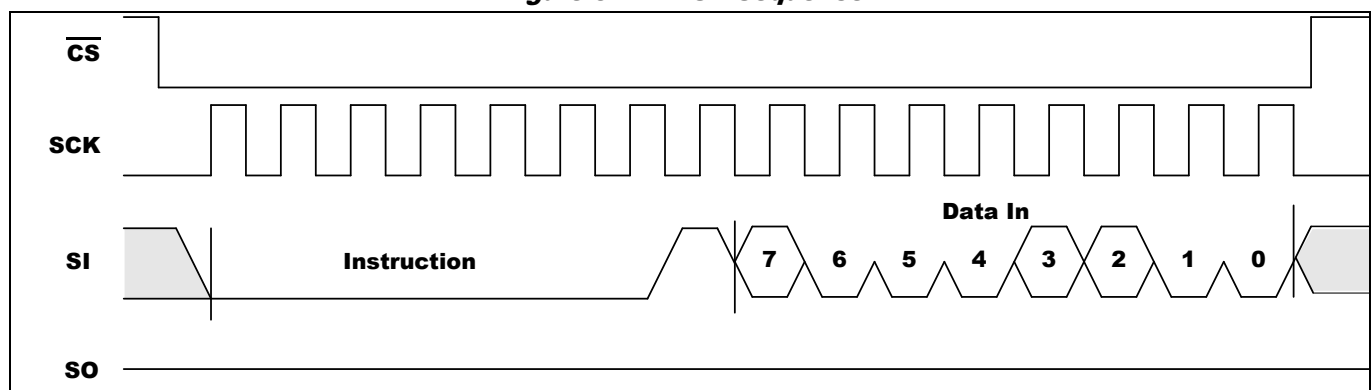 CS
SCK
Data In
SI Instruction 7 6 5 4 3 2 1 0
SO